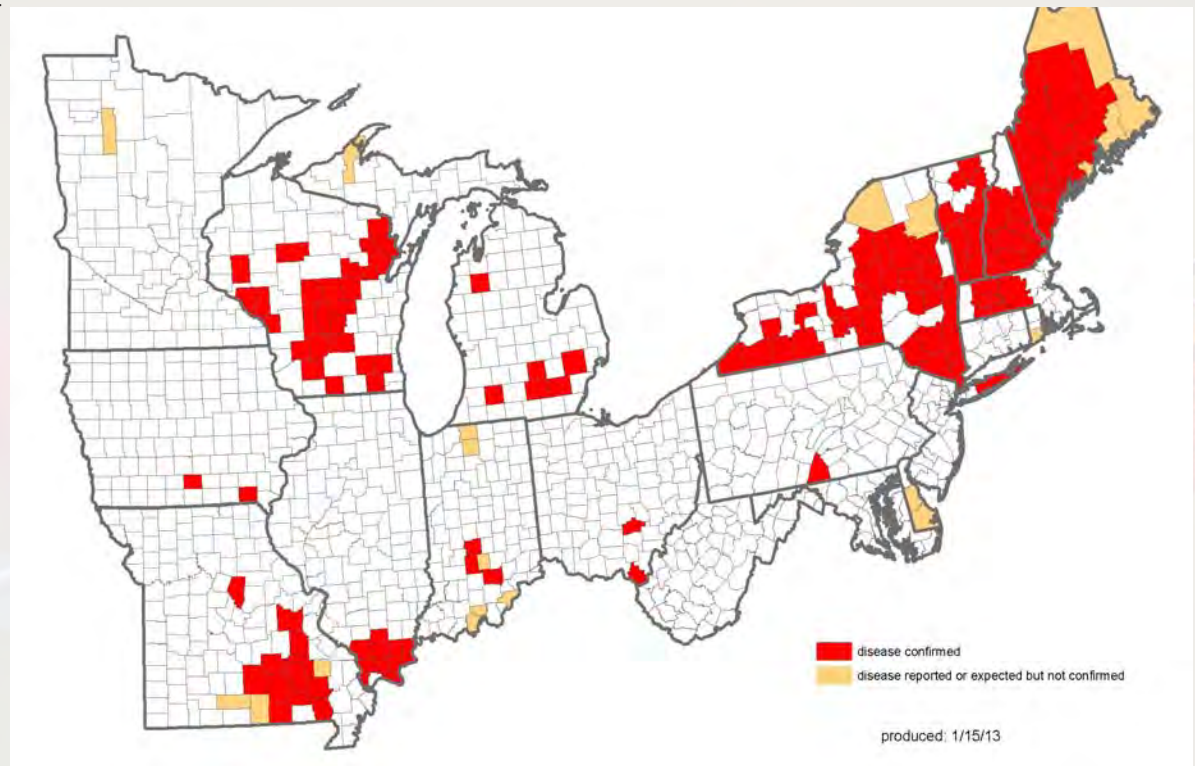 disease confirmed
disease reported or expected but not confirmed
produced: 1/15/13